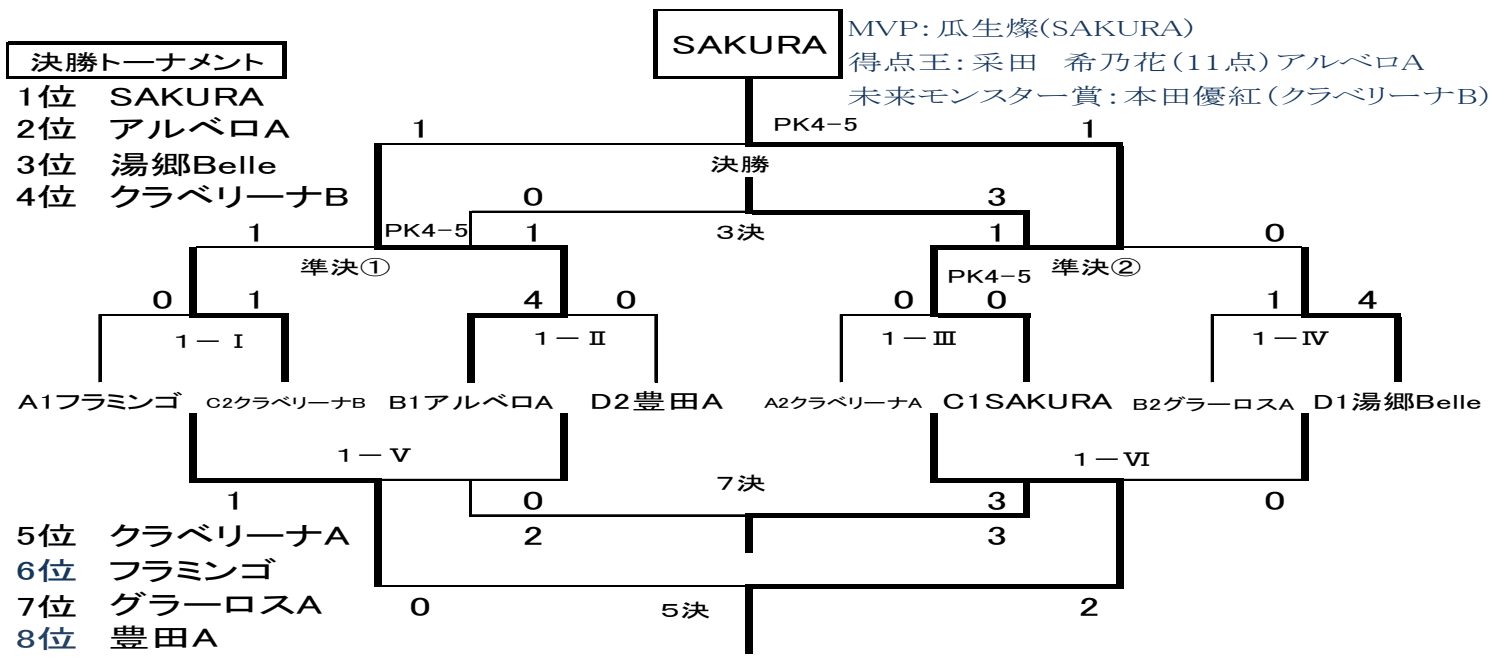 SAKURA
MVP：瓜生燦(SAKURA)
得点王：采田　希乃花(11点)アルベロA
未来モンスター賞：本田優紅(クラベリーナB)
決勝トーナメント
1位　SAKURA
2位　アルベロA
3位　湯郷Belle
4位　クラベリーナB
1 PK4-5 1
決勝
0 3
3決
1 PK4-5 1 1 0
準決① 準決②
PK4-5
0 1 4 0 0 0 1 4
1－Ⅰ 1－Ⅱ 1－Ⅲ 1－Ⅳ
A1フラミンゴ C2クラベリーナB B1アルベロA D2豊田A A2クラベリーナA C1SAKURA B2グラーロスA D1湯郷Belle
1－Ⅴ 1－Ⅵ
7決
1 0 3 0
2 3
5位　クラベリーナA
6位　フラミンゴ
7位　グラーロスA
8位　豊田A
0 5決 2